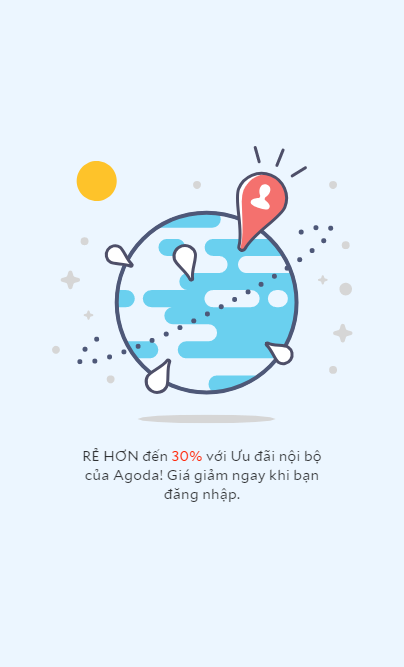 RẺ HƠN đến 30% với Ưu đãi nội bộ
của Agoda! Giá giảm ngay khi bạn
đăng nhập.